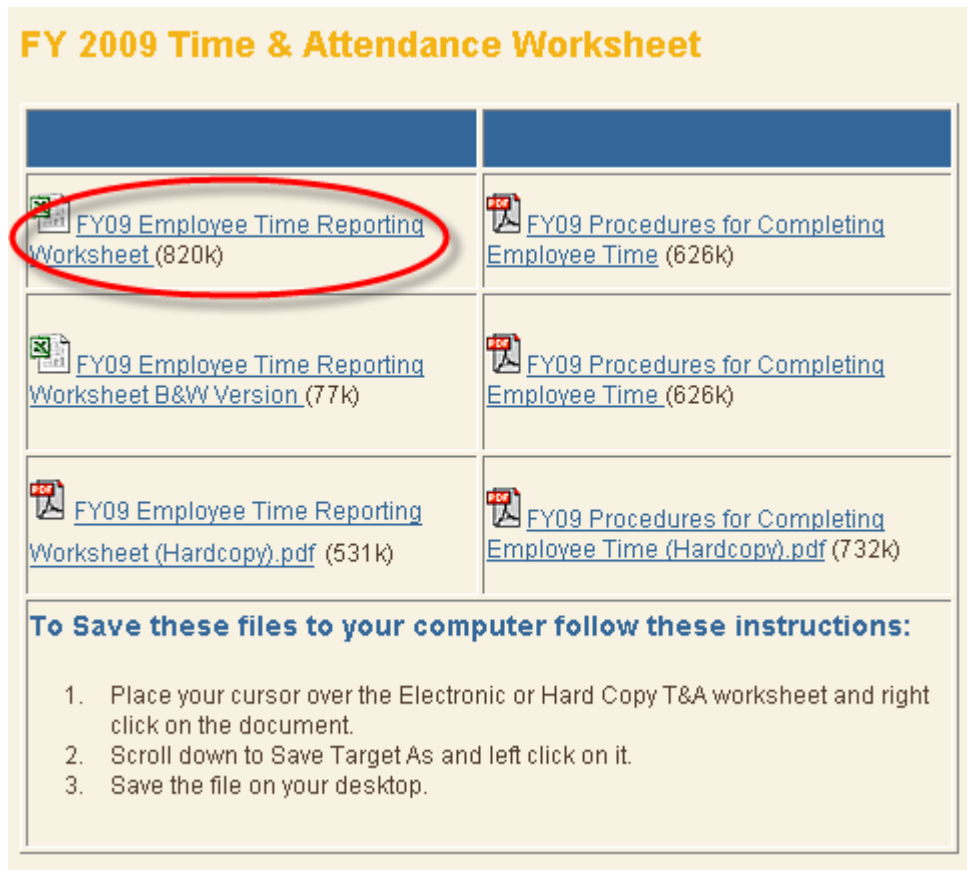 FY 2009 Time & Attendance Worksheet
FY09 Employee Time Reporting
Worksheet (820k)
PDF
FY09 Procedures for Completing
Employee Time (626k)
FY09 Employee Time Reporting
Worksheet B&W Version (77k)
PDF
FY09 Procedures for Completing
Employee Time (626k)
PDF
FY09 Employee Time Reporting
Worksheet (Hardcopy).pdf (531k)
PDF
FY09 Procedures for Completing
Employee Time (Hardcopy).pdf (732k)
To Save these files to your computer follow these instructions:
1. Place your cursor over the Electronic or Hard Copy T&A worksheet and right
click on the document.
2. Scroll down to Save Target As and left click on it.
3. Save the file on your desktop.